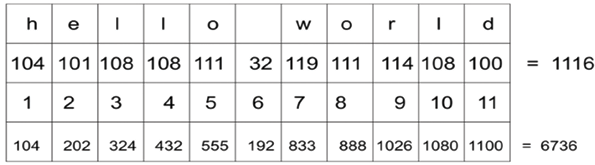 h e l l o w o r l d
104 101 108 108 111 32 119 111 114 108 100 = 1116
1 2 3 4 5 6 7 8 9 10 11
104 202 324 432 555 192 833 888 1026 1080 1100 = 6736